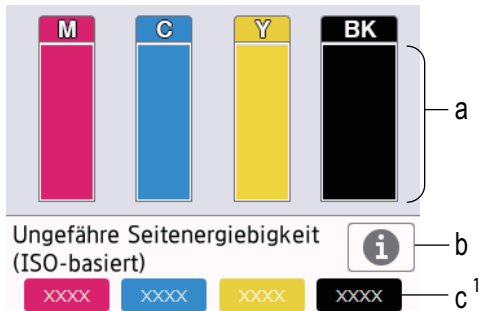 M C Y BK
a
Ungefähre Seitenergiebigkeit
(ISO-basiert)
b
XXXX XXXX XXXX XXXX
c 1